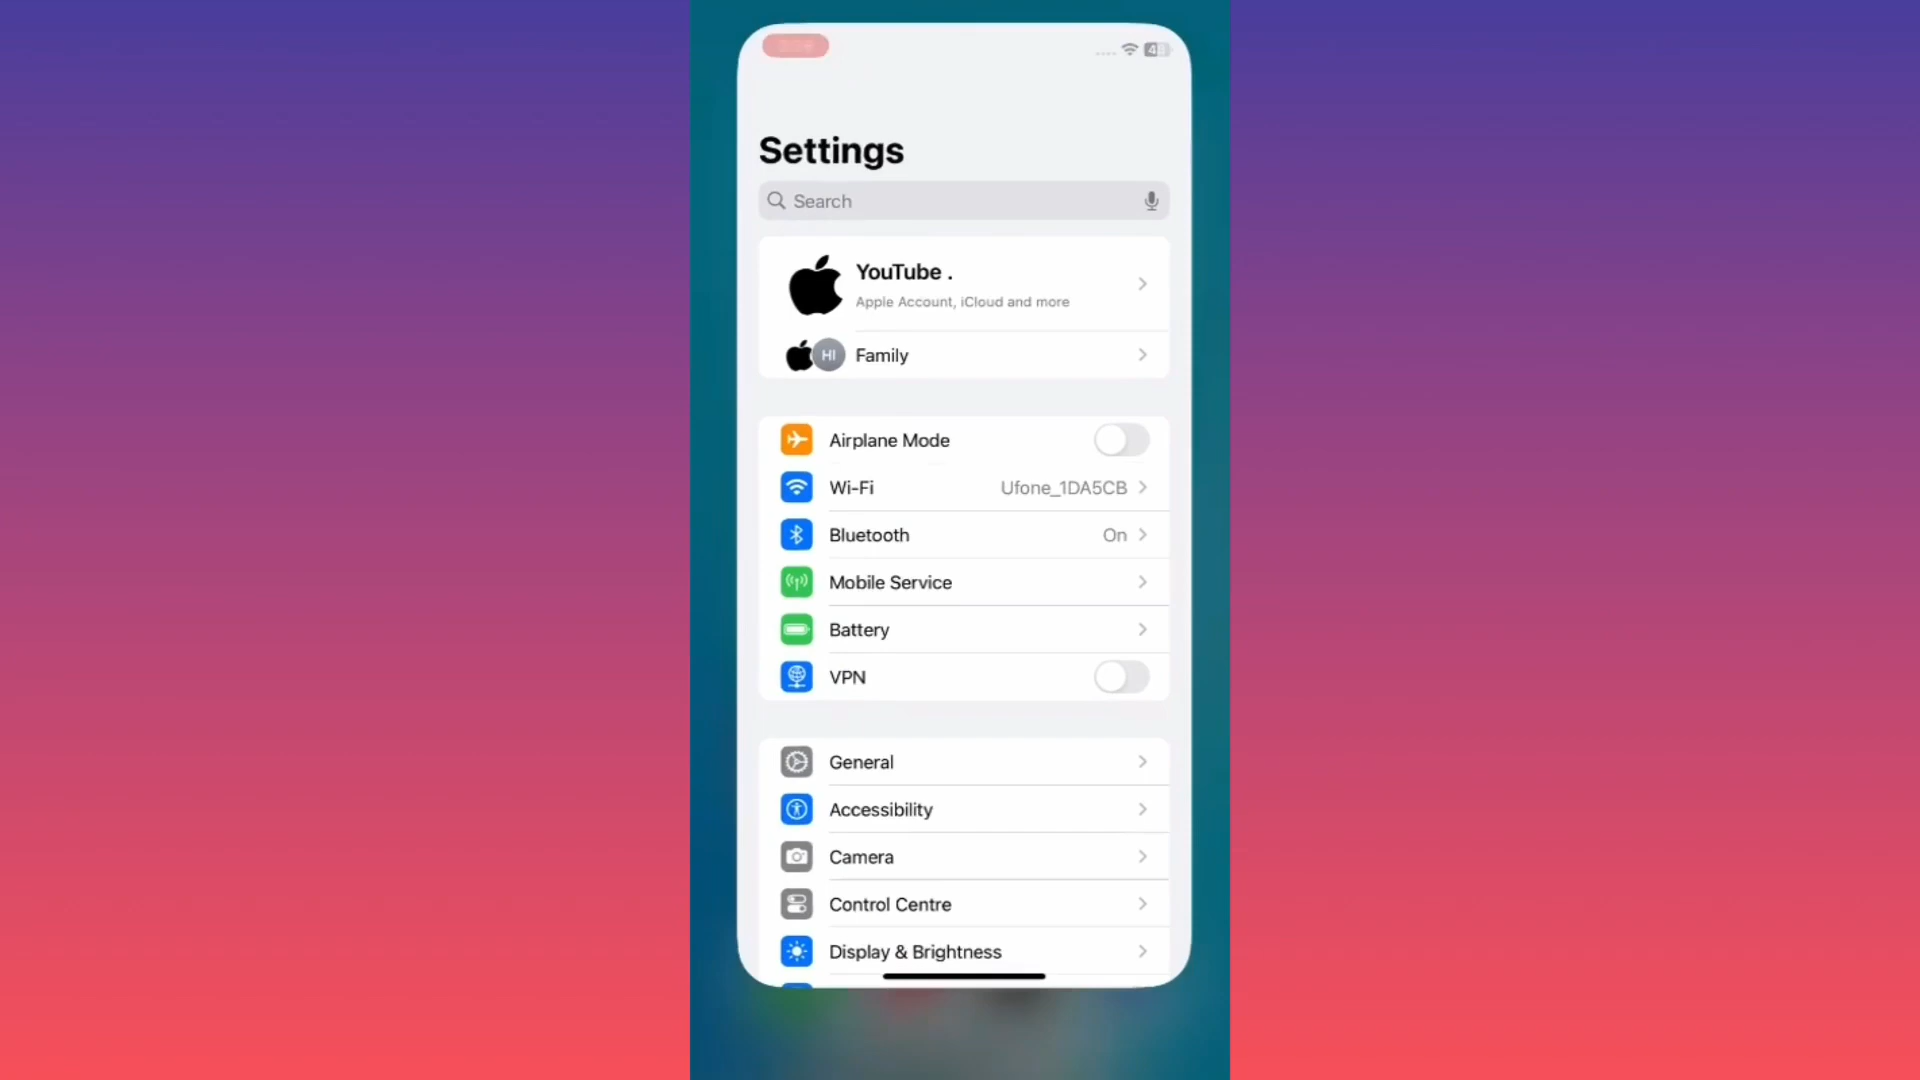 Settings
Search
YouTube .
Apple Account, iCloud and more
HI
Family
Airplane Mode
Wi-Fi
Ufone_1DA5CB
Bluetooth
On
Mobile Service
Battery
VPN
General
Accessibility
Camera
Control Centre
Display & Brightness